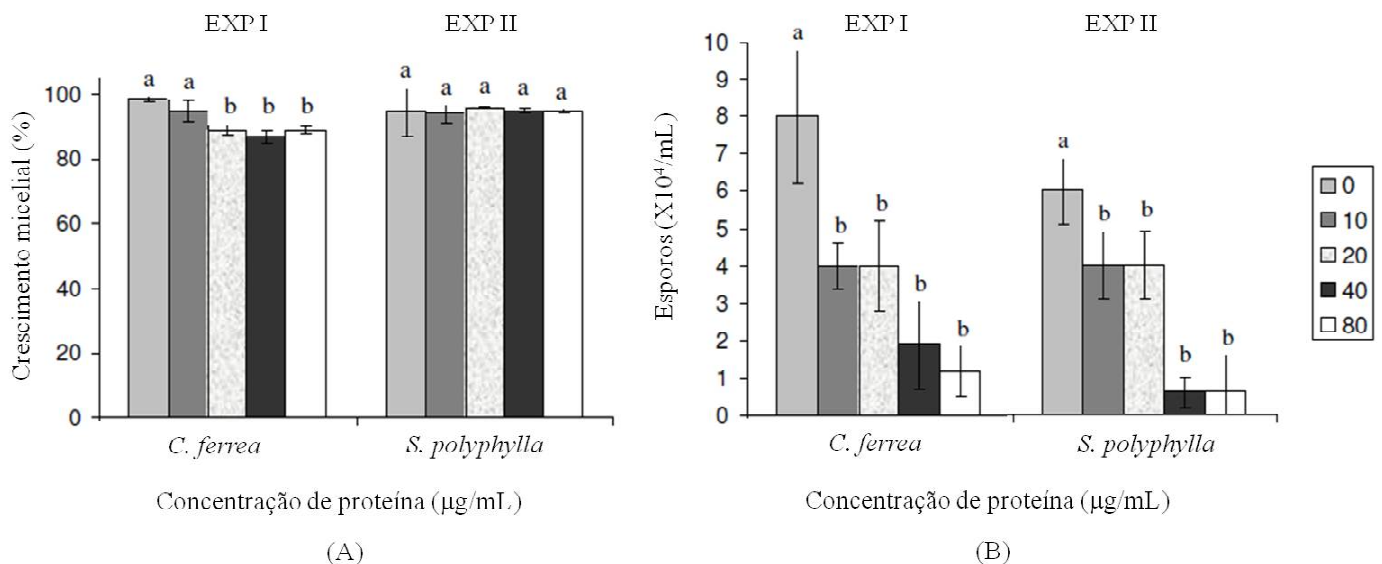 EXP I
EXP II
Crescimento micelial (%)
100
80
60
40
20
0
a
a
b
b
b
a
a
a
a
a
C. ferrea
S. polyphylla
Concentração de proteína (μg/mL)
(A)
EXP I
EXP II
Esporos (X10⁴/mL)
10
9
8
7
6
5
4
3
2
1
0
a
b
b
b
b
a
b
b
b
b
C. ferrea
S. polyphylla
Concentração de proteína (μg/mL)
(B)
0
10
20
40
80